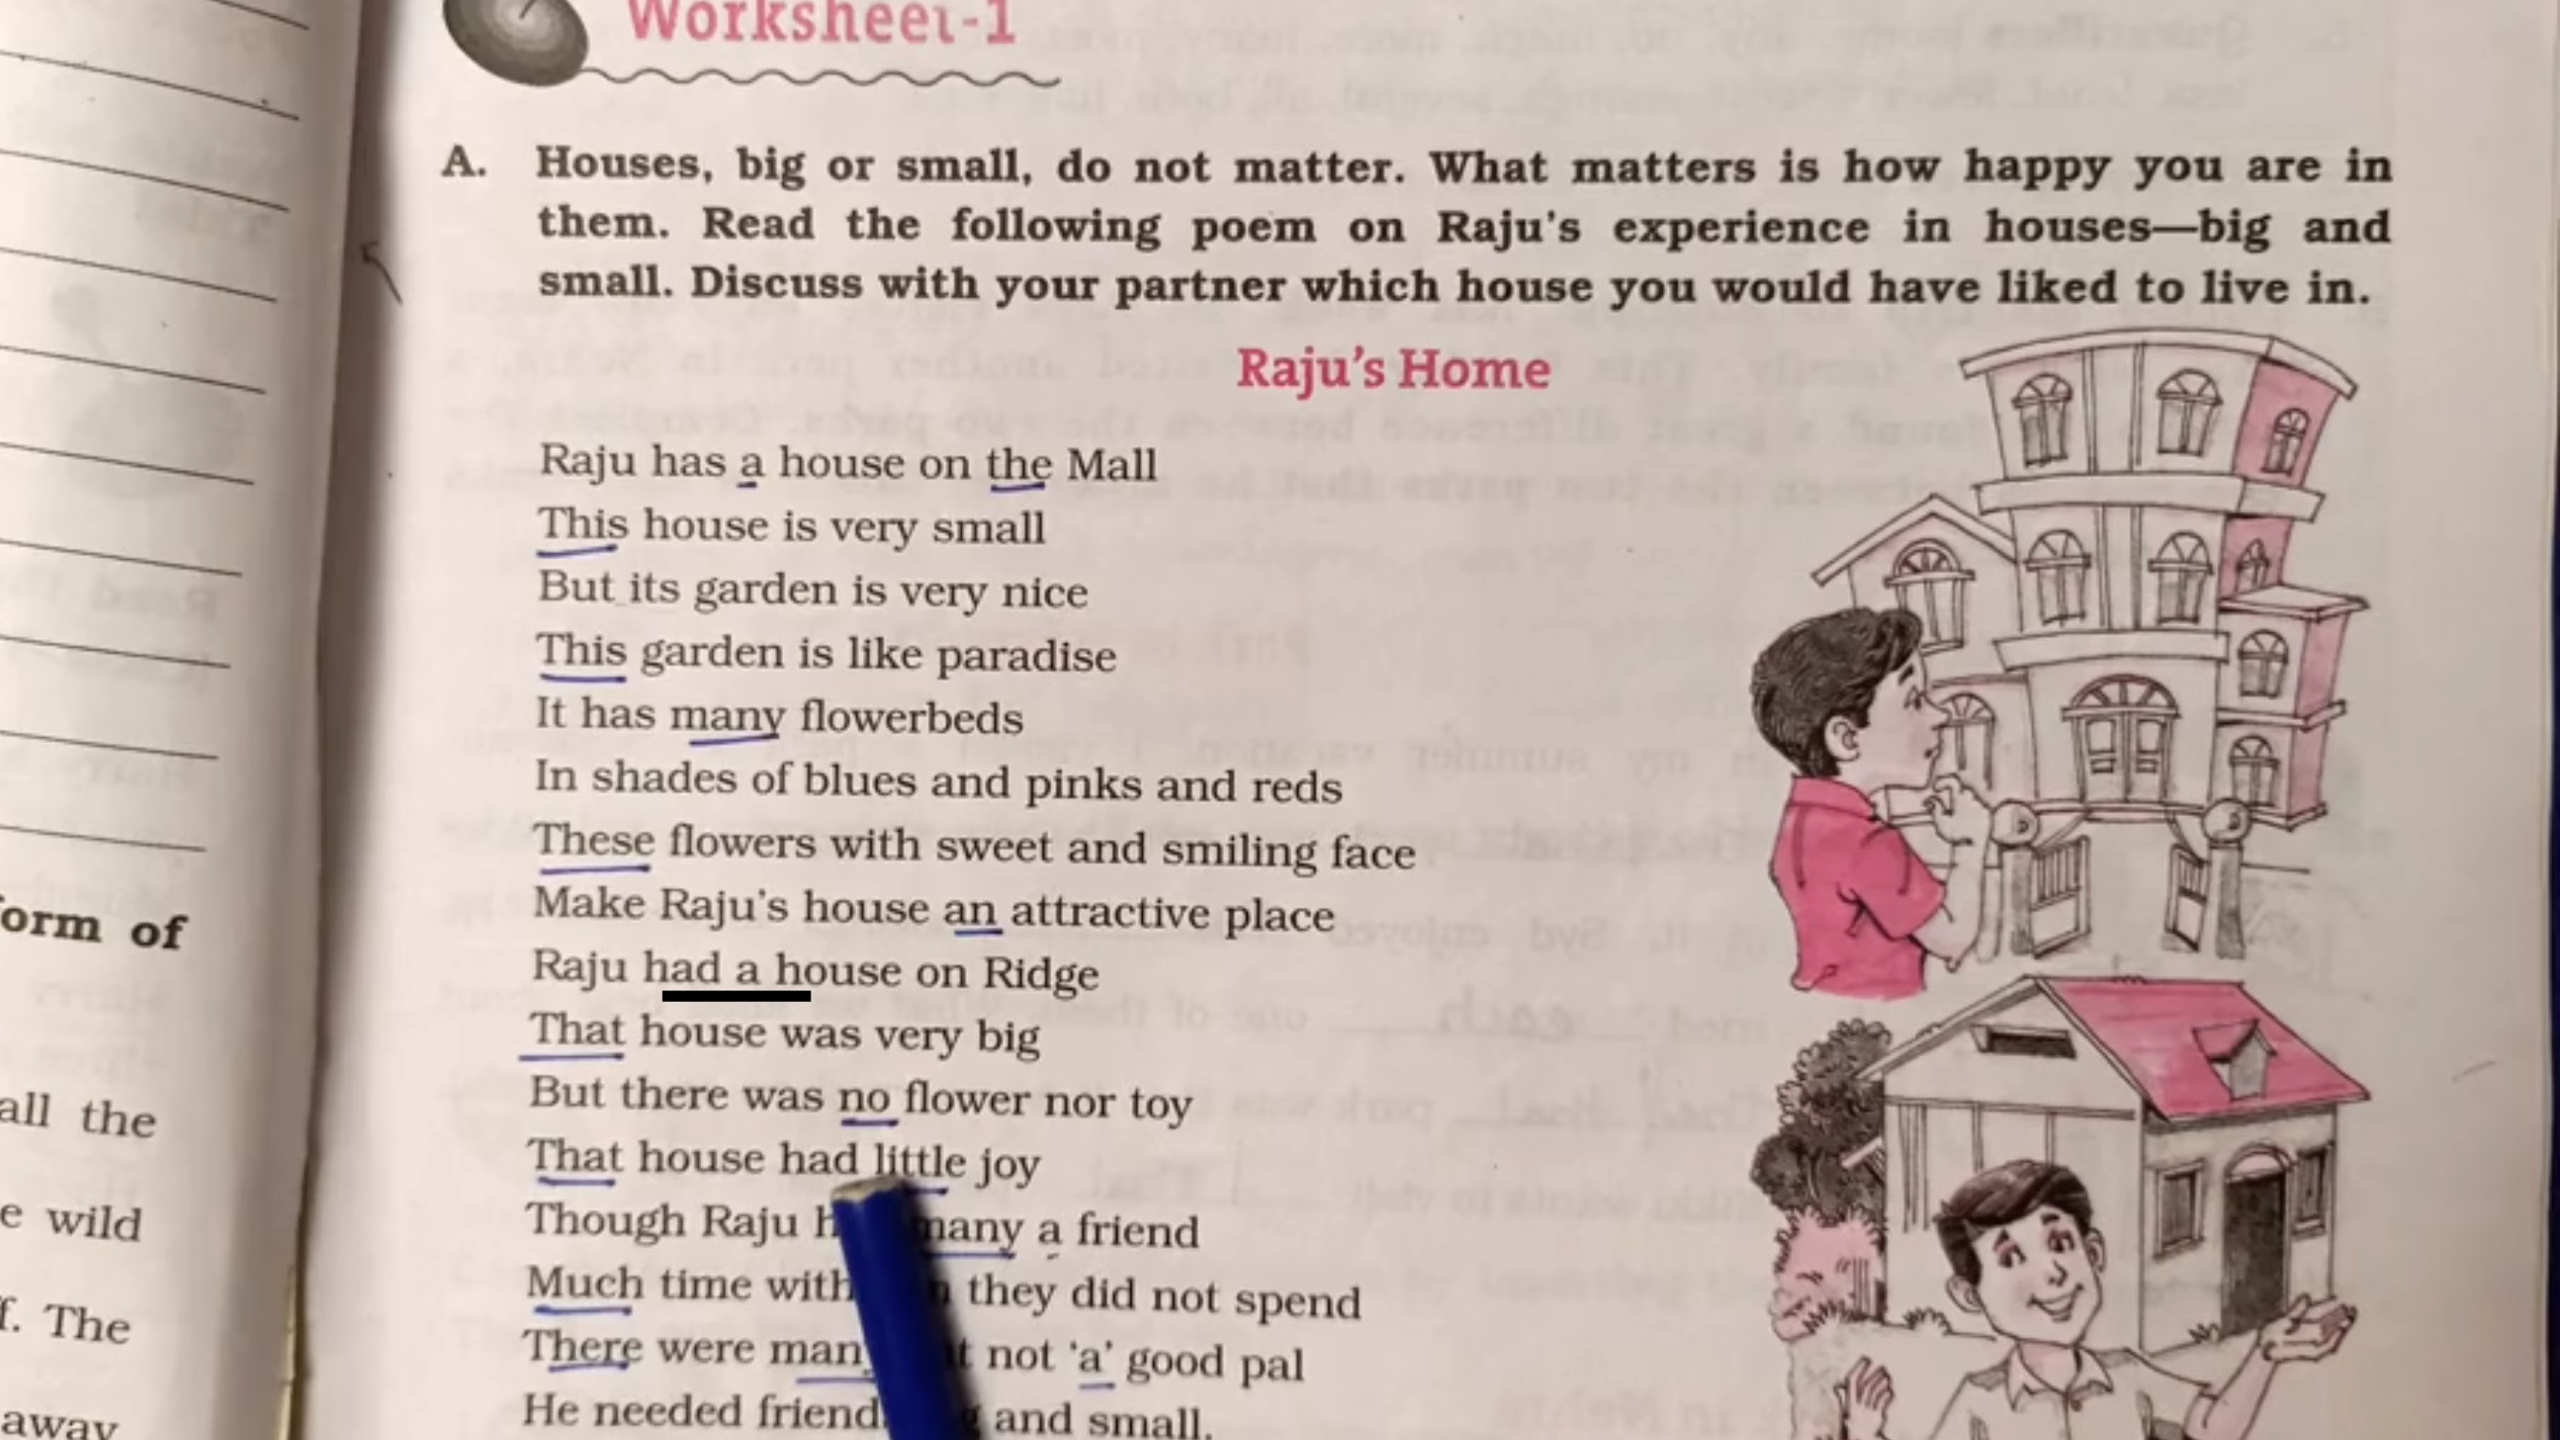 Worksheet-1
A. Houses, big or small, do not matter. What matters is how happy you are in
them. Read the following poem on Raju's experience in houses—big and
small. Discuss with your partner which house you would have liked to live in.
Raju's Home
Raju has a house on the Mall
This house is very small
But its garden is very nice
This garden is like paradise
It has many flowerbeds
In shades of blues and pinks and reds
These flowers with sweet and smiling face
Make Raju's house an attractive place
Raju had a house on Ridge
That house was very big
But there was no flower nor toy
That house had little joy
Though Raju many a friend
Much time with they did not spend
There were many not 'a' good pal
He needed friend and small.
orm of
all the
e wild
f. The
away